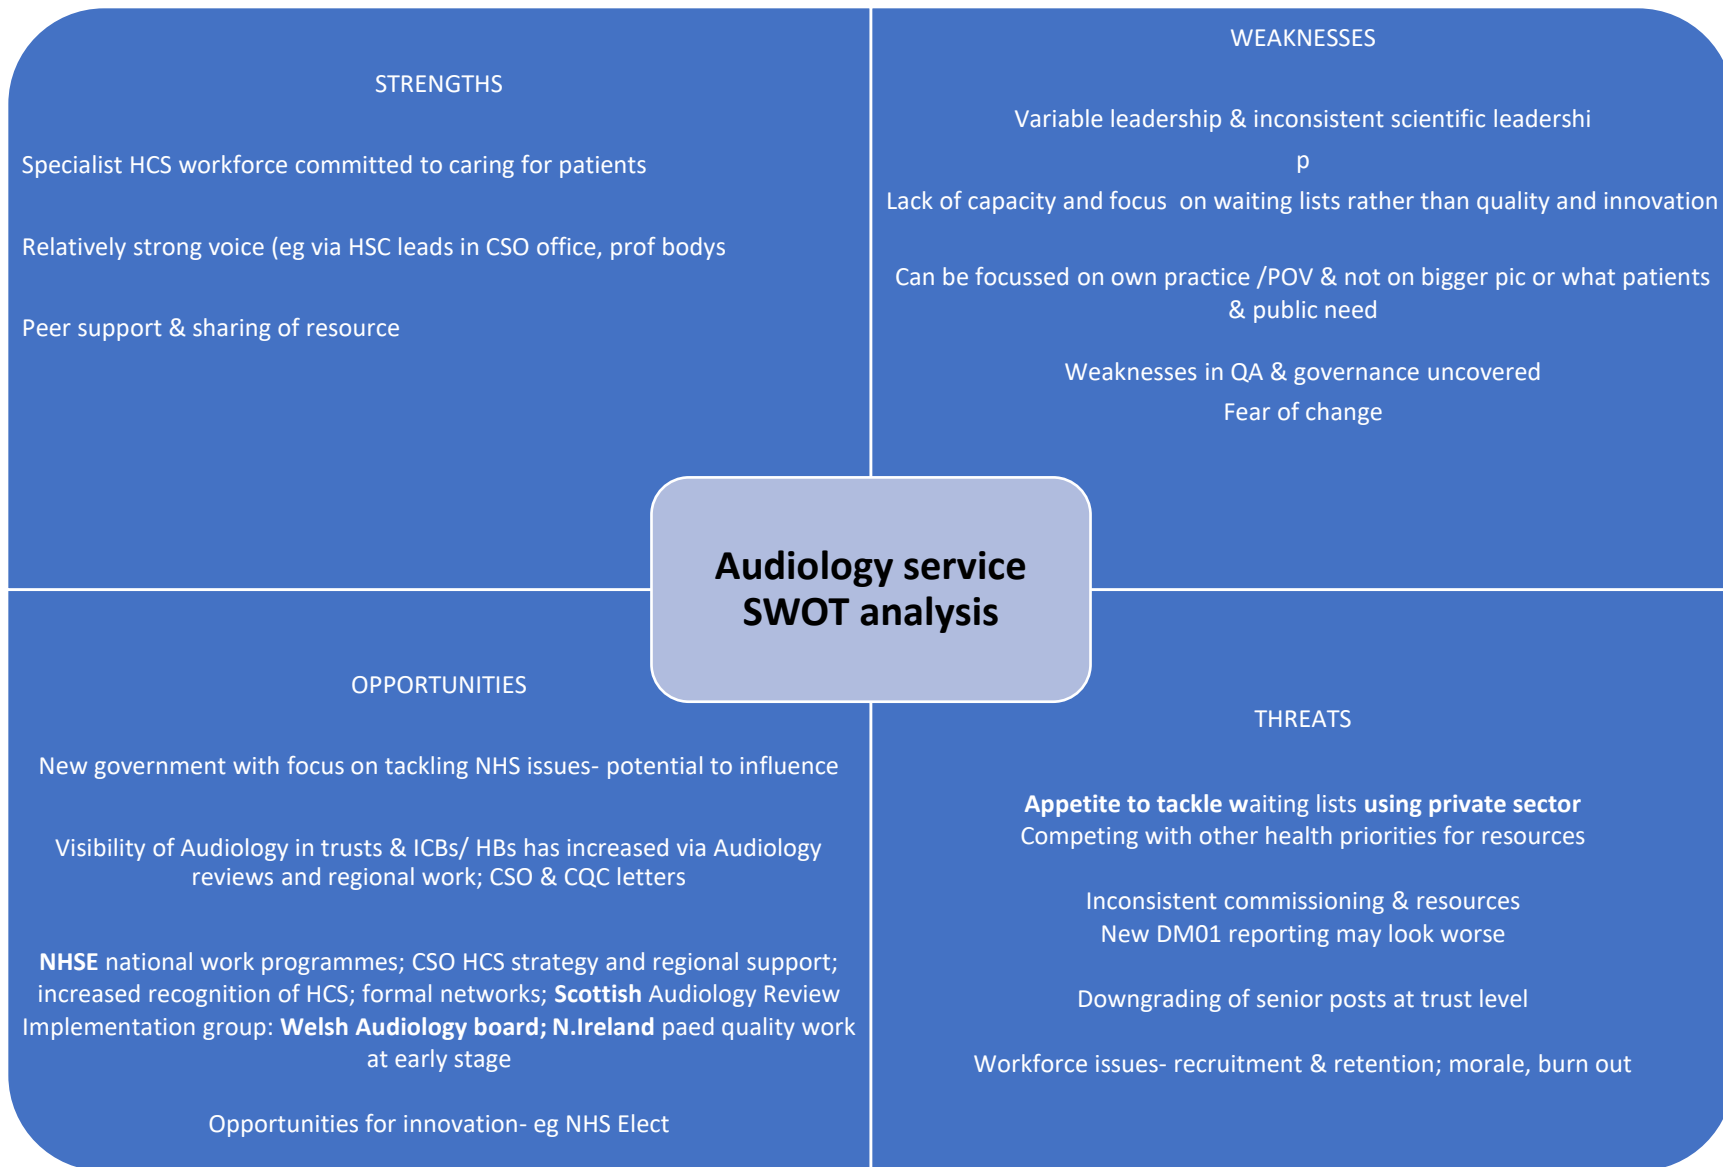 STRENGTHS
Specialist HCS workforce committed to caring for patients
Relatively strong voice (eg via HSC leads in CSO office, prof bodys
Peer support & sharing of resource
WEAKNESSES
Variable leadership & inconsistent scientific leadershi
p
Lack of capacity and focus  on waiting lists rather than quality and innovation
Can be focussed on own practice /POV & not on bigger pic or what patients
& public need
Weaknesses in QA & governance uncovered
Fear of change
Audiology service
SWOT analysis
OPPORTUNITIES
New government with focus on tackling NHS issues- potential to influence
Visibility of Audiology in trusts & ICBs/ HBs has increased via Audiology
reviews and regional work; CSO & CQC letters
NHSE national work programmes; CSO HCS strategy and regional support;
increased recognition of HCS; formal networks; Scottish Audiology Review
Implementation group: Welsh Audiology board; N.Ireland paed quality work
at early stage
Opportunities for innovation- eg NHS Elect
THREATS
Appetite to tackle waiting lists using private sector
Competing with other health priorities for resources
Inconsistent commissioning & resources
New DM01 reporting may look worse
Downgrading of senior posts at trust level
Workforce issues- recruitment & retention; morale, burn out